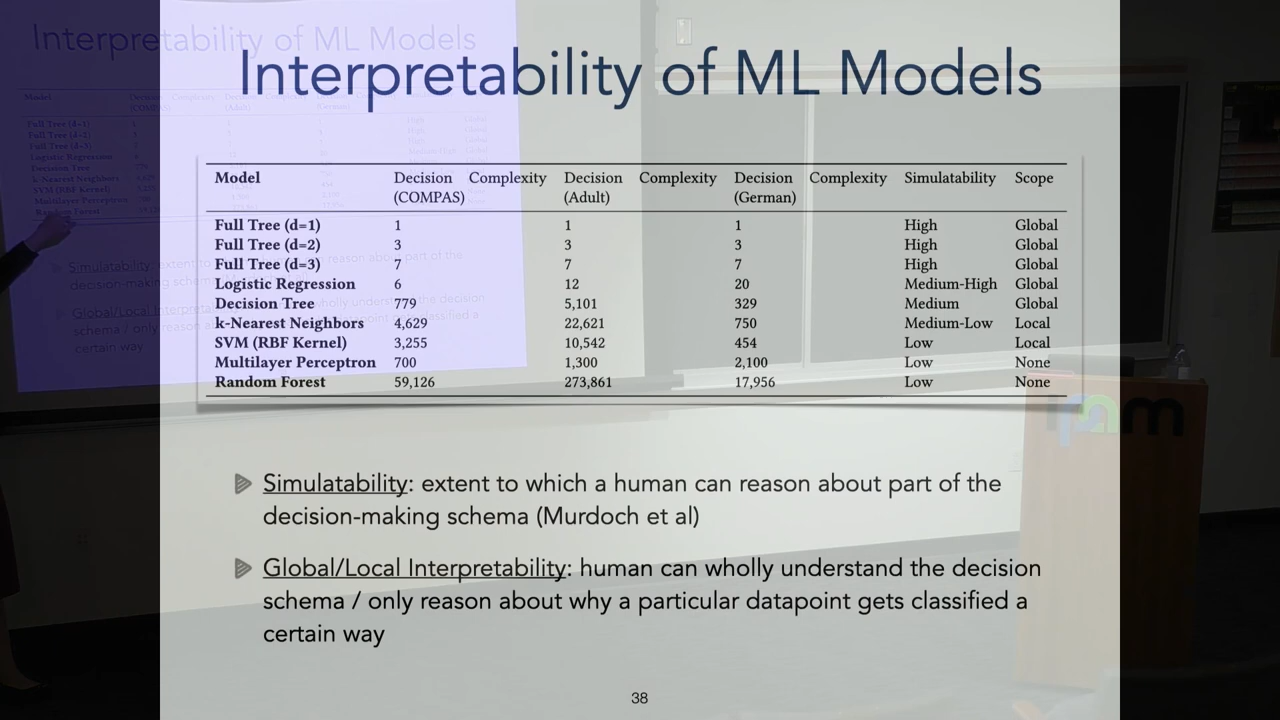 Interpretability of ML Models
Interpretability of ML Models
Model Decision Complexity Decision Complexity Decision Complexity Simulatability Scope
(COMPAS) (Adult) (German)
Full Tree (d=1) 1 1 1 High Global
Full Tree (d=2) 3 3 3 High Global
Full Tree (d=3) 7 7 7 High Global
Logistic Regression 6 12 20 Medium-High Global
Decision Tree 779 5,101 329 Medium Global
k-Nearest Neighbors 4,629 22,621 750 Medium-Low Local
SVM (RBF Kernel) 3,255 10,542 454 Low Local
Multilayer Perceptron 700 1,300 2,100 Low None
Random Forest 59,126 273,861 17,956 Low None
Simulatability: extent to which a human can reason about part of the
decision-making schema (Murdoch et al)
Global/Local Interpretability: human can wholly understand the decision
schema / only reason about why a particular datapoint gets classified a
certain way
38
ipam